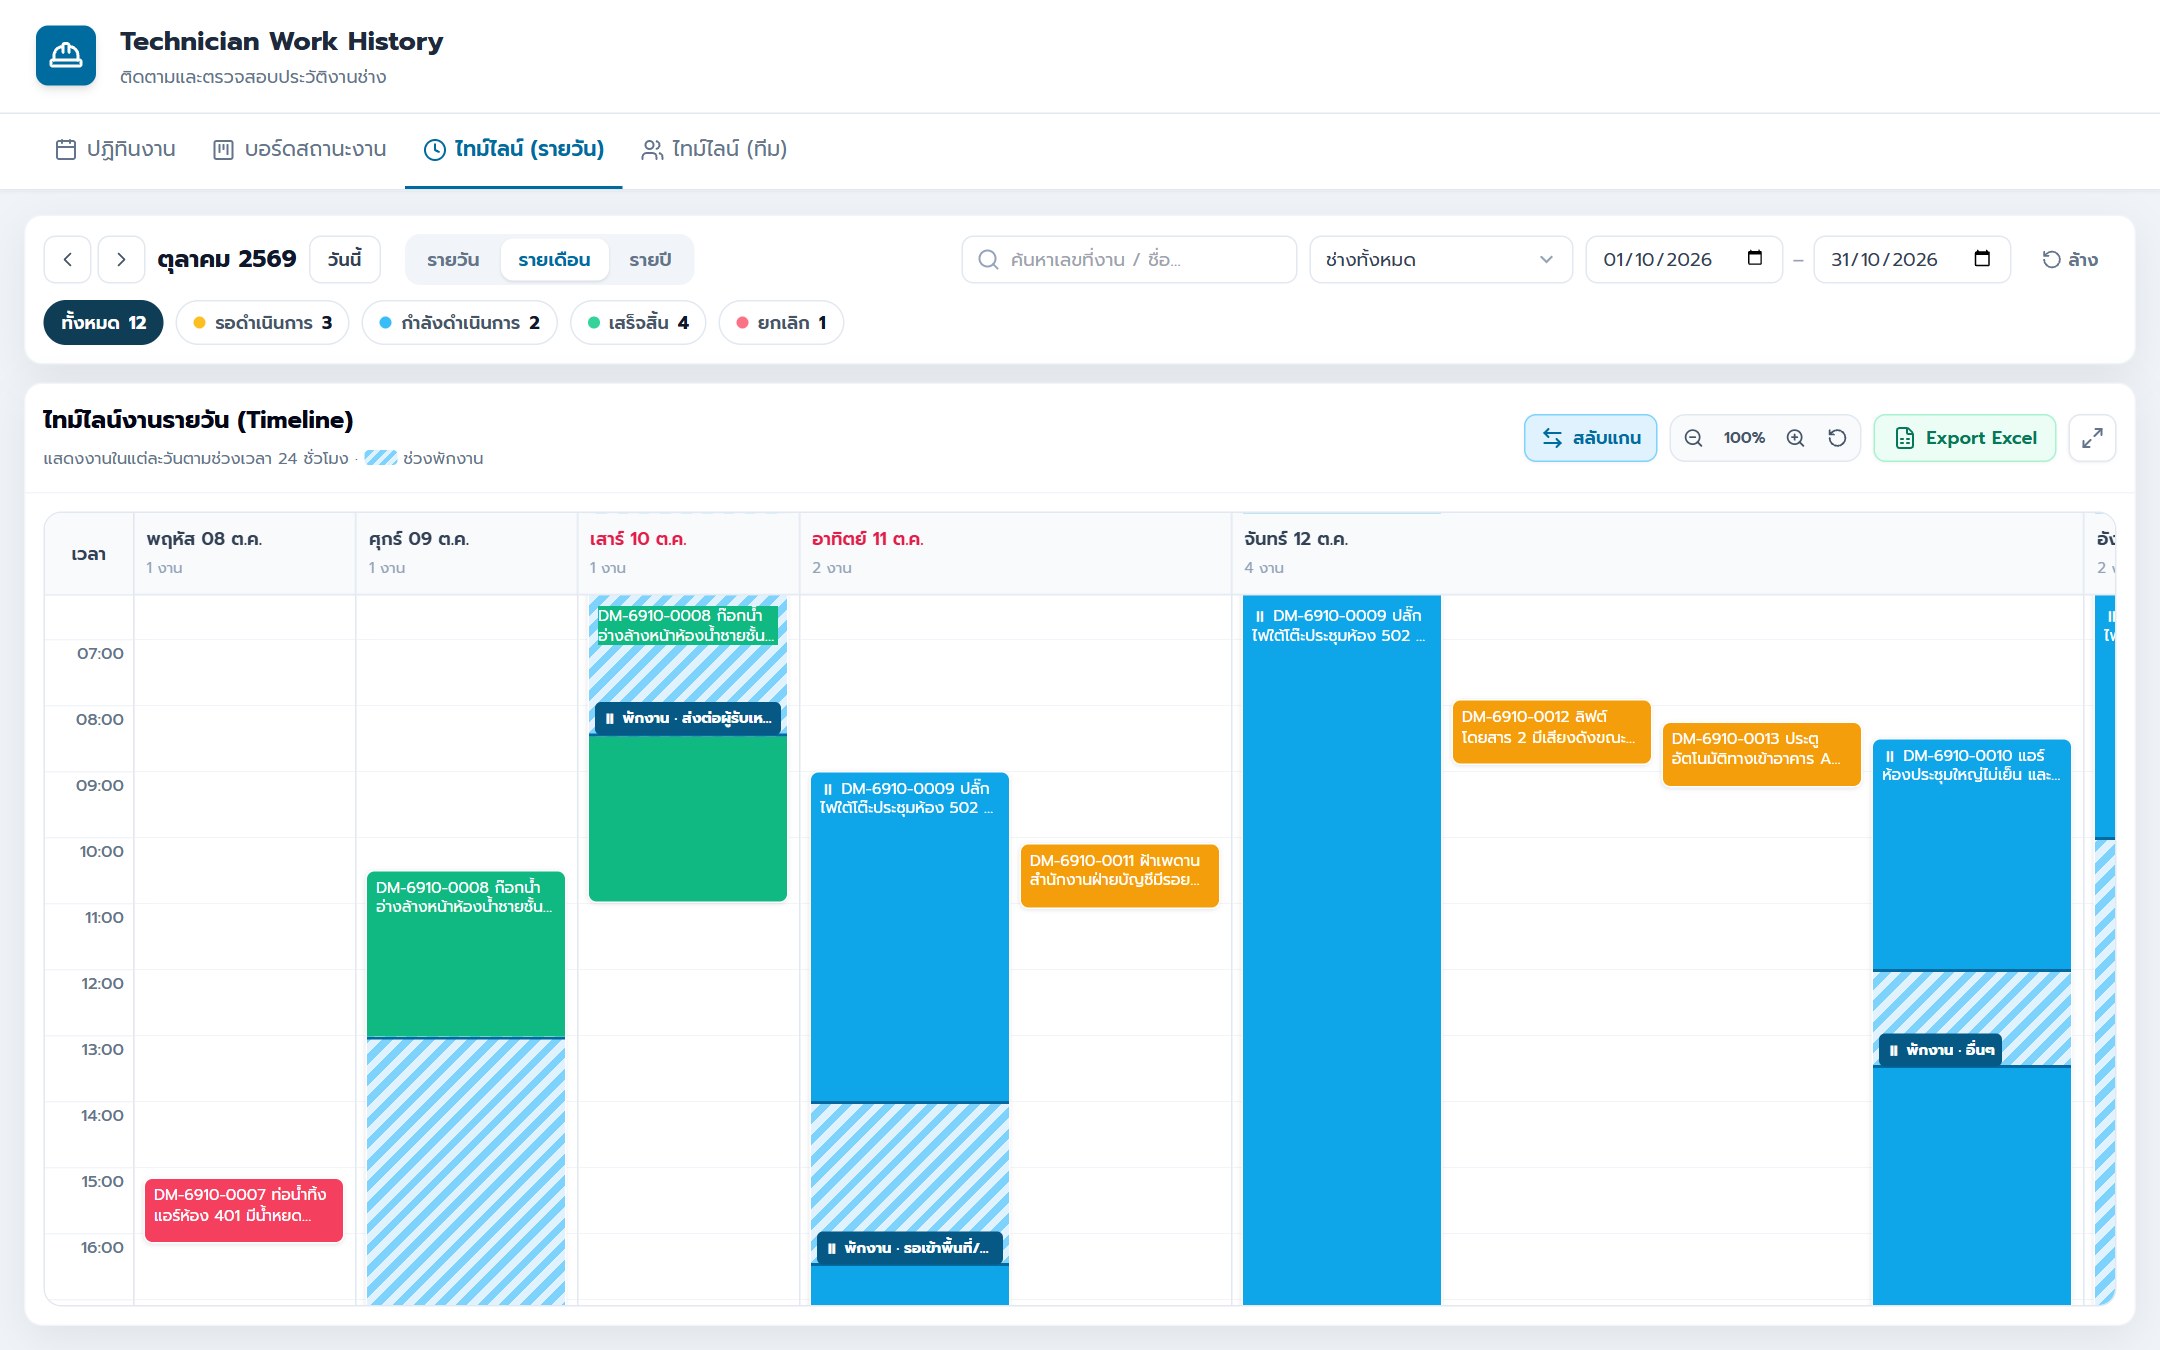 Technician Work History
ติดตามและตรวจสอบประวัติงานช่าง
ปฏิทินงาน
บอร์ดสถานะงาน
ไทม์ไลน์ (รายวัน)
ไทม์ไลน์ (ทีม)
ตุลาคม 2569
วันนี้
รายวัน
รายเดือน
รายปี
ค้นหาเลขที่งาน / ชื่อ...
ช่างทั้งหมด
01/10/2026
–
31/10/2026
ล้าง
ทั้งหมด 12
รอดำเนินการ 3
กำลังดำเนินการ 2
เสร็จสิ้น 4
ยกเลิก 1
ไทม์ไลน์งานรายวัน (Timeline)
แสดงงานในแต่ละวันตามช่วงเวลา 24 ชั่วโมง · ช่วงพักงาน
สลับแกน
100%
Export Excel
เวลา
พฤหัส 08 ต.ค.
1 งาน
ศุกร์ 09 ต.ค.
1 งาน
เสาร์ 10 ต.ค.
1 งาน
อาทิตย์ 11 ต.ค.
2 งาน
จันทร์ 12 ต.ค.
4 งาน
2
07:00
08:00
09:00
10:00
11:00
12:00
13:00
14:00
15:00
16:00
DM-6910-0007 ท่อน้ำทิ้ง
แอร์ห้อง 401 มีน้ำหยด...
DM-6910-0008 ก๊อกน้ำ
อ่างล้างหน้าห้องน้ำชายชั้น...
DM-6910-0008 ก๊อกน้ำ
อ่างล้างหน้าห้องน้ำชายชั้น...
พักงาน · ส่งต่อผู้รับเห...
DM-6910-0009 ปลั๊ก
ไฟใต้โต๊ะประชุมห้อง 502 ...
พักงาน · รอเข้าพื้นที่/...
DM-6910-0011 ฝ้าเพดาน
สำนักงานฝ่ายบัญชีมีรอย...
DM-6910-0009 ปลั๊ก
ไฟใต้โต๊ะประชุมห้อง 502 ...
DM-6910-0012 ลิฟต์
โดยสาร 2 มีเสียงดังขณะ...
DM-6910-0013 ประตู
อัตโนมัติทางเข้าอาคาร A...
DM-6910-0010 แอร์
ห้องประชุมใหญ่ไม่เย็น และ...
พักงาน · อื่นๆ